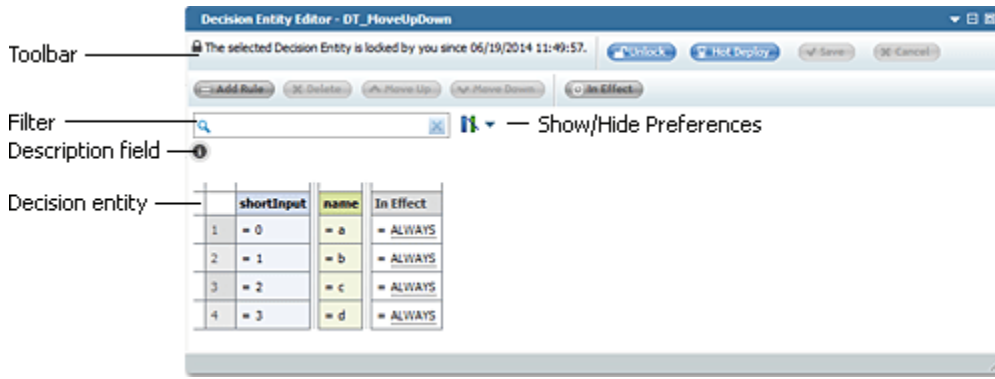 Decision Entity Editor - DT_MoveUpDown
Toolbar
The selected Decision Entity is locked by you since 06/19/2014 11:49:57.
Unlock Hot Deploy Save Cancel
Add Rule Delete Move Up Move Down In Effect
Filter
Show/Hide Preferences
Description field
Decision entity
shortInput name In Effect
1 = 0 = a = ALWAYS
2 = 1 = b = ALWAYS
3 = 2 = c = ALWAYS
4 = 3 = d = ALWAYS